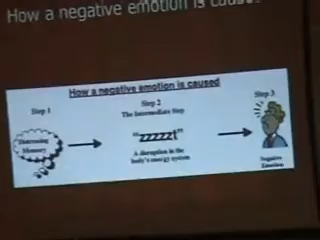 How a negative emotion is caused
How a negative emotion is caused
Step 1
Step 2
Step 3
The Intermediate Step
Distressing
Memory
"zzzzzt"
A disruption in the
body's energy system
Negative
Emotion